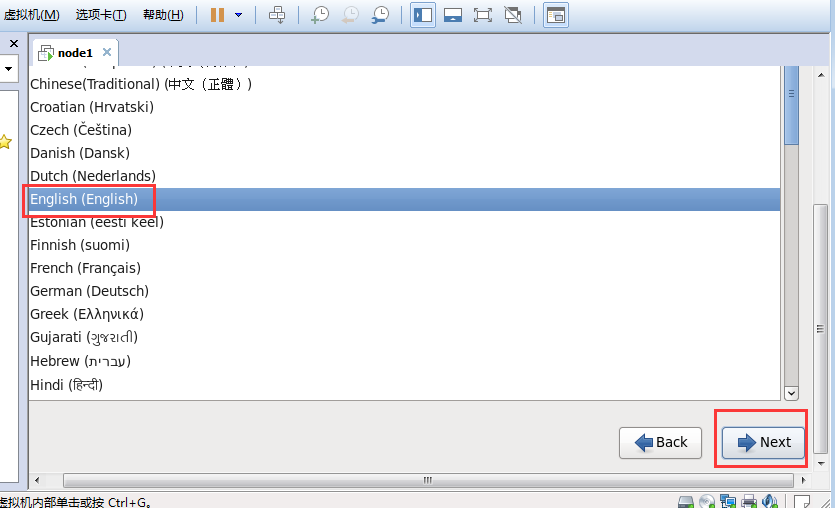 虚拟机(M) 选项卡(T) 帮助(H)
node1
Chinese(Traditional) (中文（正體）)
Croatian (Hrvatski)
Czech (Čeština)
Danish (Dansk)
Dutch (Nederlands)
English (English)
Estonian (eesti keel)
Finnish (suomi)
French (Français)
German (Deutsch)
Greek (Ελληνικά)
Gujarati (ગુજરાતી)
Hebrew (עברית)
Hindi (हिन्दी)
Back Next
虚拟机内部单击或按 Ctrl+G。